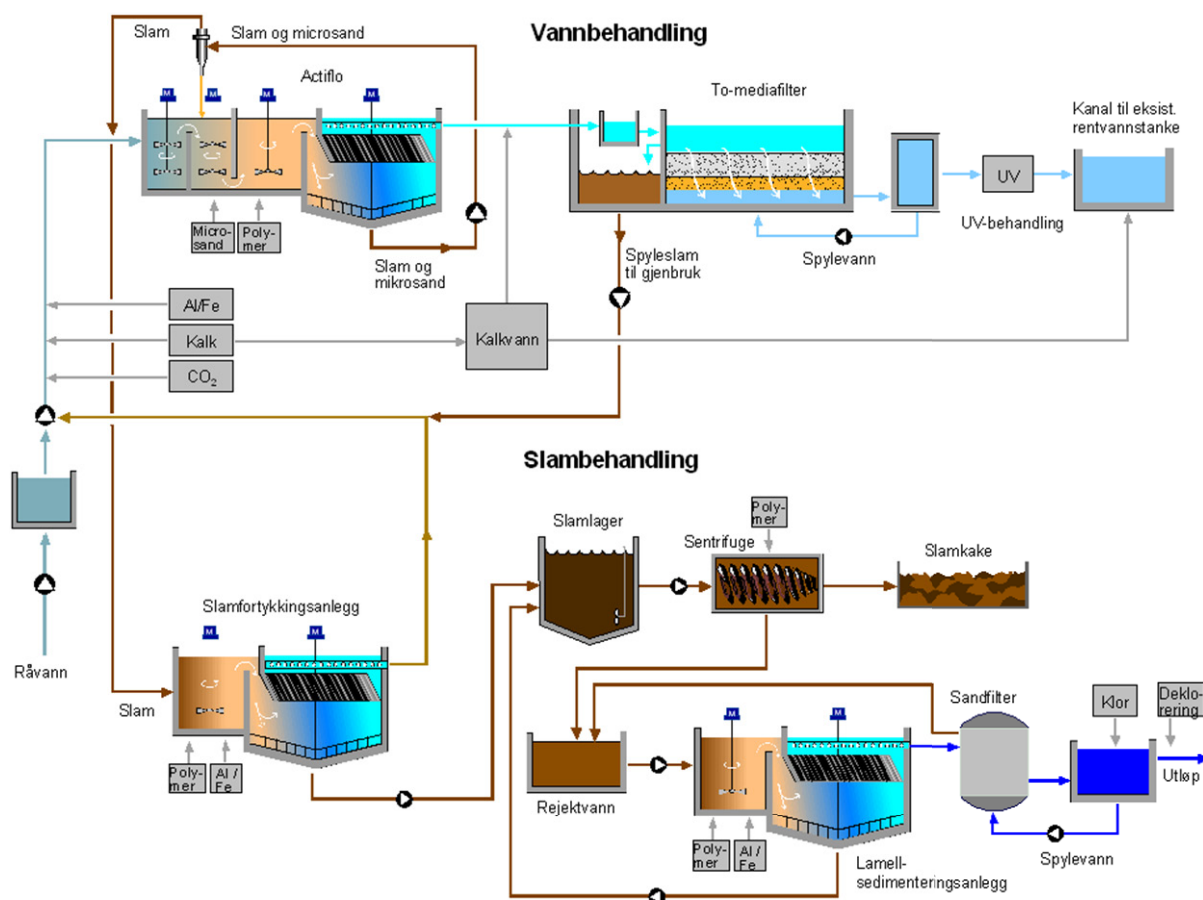 Vannbehandling
Slam
Slam og microsand
Actiflo
M
M
M
M
To-mediafilter
Kanal til eksist.
rentvannstanke
UV
UV-behandling
Spylevann
Micro-
sand
Poly-
mer
Slam og
mikrosand
Spyleslam
til gjenbruk
Al/Fe
Kalk
CO₂
Kalkvann
Slambehandling
Råvann
Slamfortykkingsanlegg
M
M
Slam
Poly-
mer
Al /
Fe
Slamlager
Sentrifuge
Poly-
mer
Slamkake
Rejektvann
M
M
Poly-
mer
Al /
Fe
Lamell-
sedimenteringsanlegg
Sandfilter
Klor
Deklo-
rering
Utløp
Spylevann